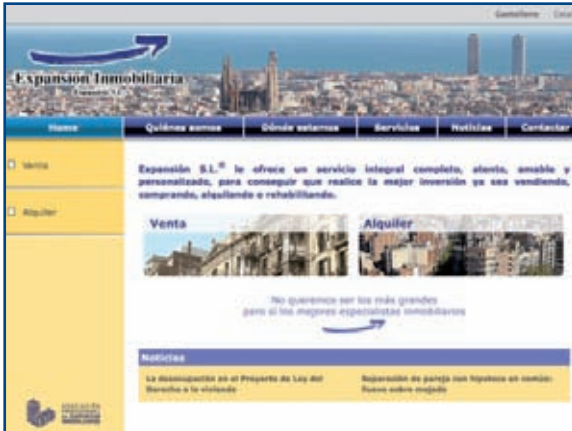 Castellano Cata
Expansión Inmobiliaria
Expansión S.L.
Home Quiénes somos Dónde estamos Servicios Noticias Contactar
Venta
Alquiler
Expansión S.L.® le ofrece un servicio integral completo, atento, amable y
personalizado, para conseguir que realice la mejor inversión ya sea vendiendo,
comprando, alquilando o rehabilitando.
Venta Alquiler
No queremos ser los más grandes
pero sí los mejores especialistas inmobiliarios
Noticias
La desocupación en el Proyecto de Ley del
Derecho a la vivienda
Separación de pareja con hipoteca en común:
llueve sobre mojado